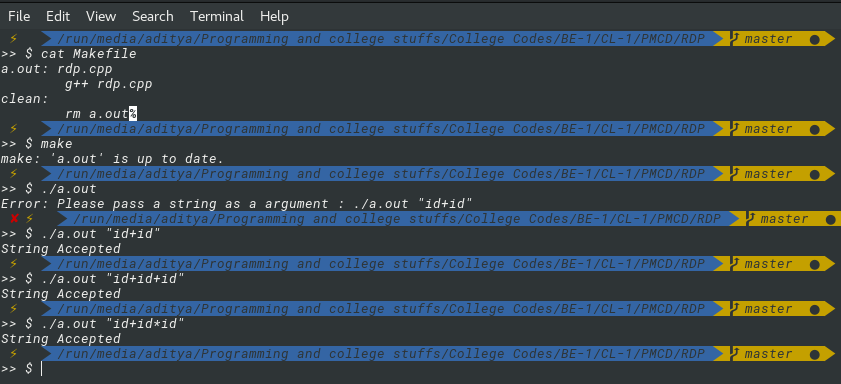 File Edit View Search Terminal Help
⚡ /run/media/aditya/Programming and college stuffs/College Codes/BE-1/CL-1/PMCD/RDP master ●
>> $ cat Makefile
a.out: rdp.cpp
        g++ rdp.cpp
clean:
        rm a.out%
⚡ /run/media/aditya/Programming and college stuffs/College Codes/BE-1/CL-1/PMCD/RDP master ●
>> $ make
make: 'a.out' is up to date.
⚡ /run/media/aditya/Programming and college stuffs/College Codes/BE-1/CL-1/PMCD/RDP master ●
>> $ ./a.out
Error: Please pass a string as a argument : ./a.out "id+id"
✘ ⚡ /run/media/aditya/Programming and college stuffs/College Codes/BE-1/CL-1/PMCD/RDP master ●
>> $ ./a.out "id+id"
String Accepted
⚡ /run/media/aditya/Programming and college stuffs/College Codes/BE-1/CL-1/PMCD/RDP master ●
>> $ ./a.out "id+id+id"
String Accepted
⚡ /run/media/aditya/Programming and college stuffs/College Codes/BE-1/CL-1/PMCD/RDP master ●
>> $ ./a.out "id+id*id"
String Accepted
⚡ /run/media/aditya/Programming and college stuffs/College Codes/BE-1/CL-1/PMCD/RDP master ●
>> $